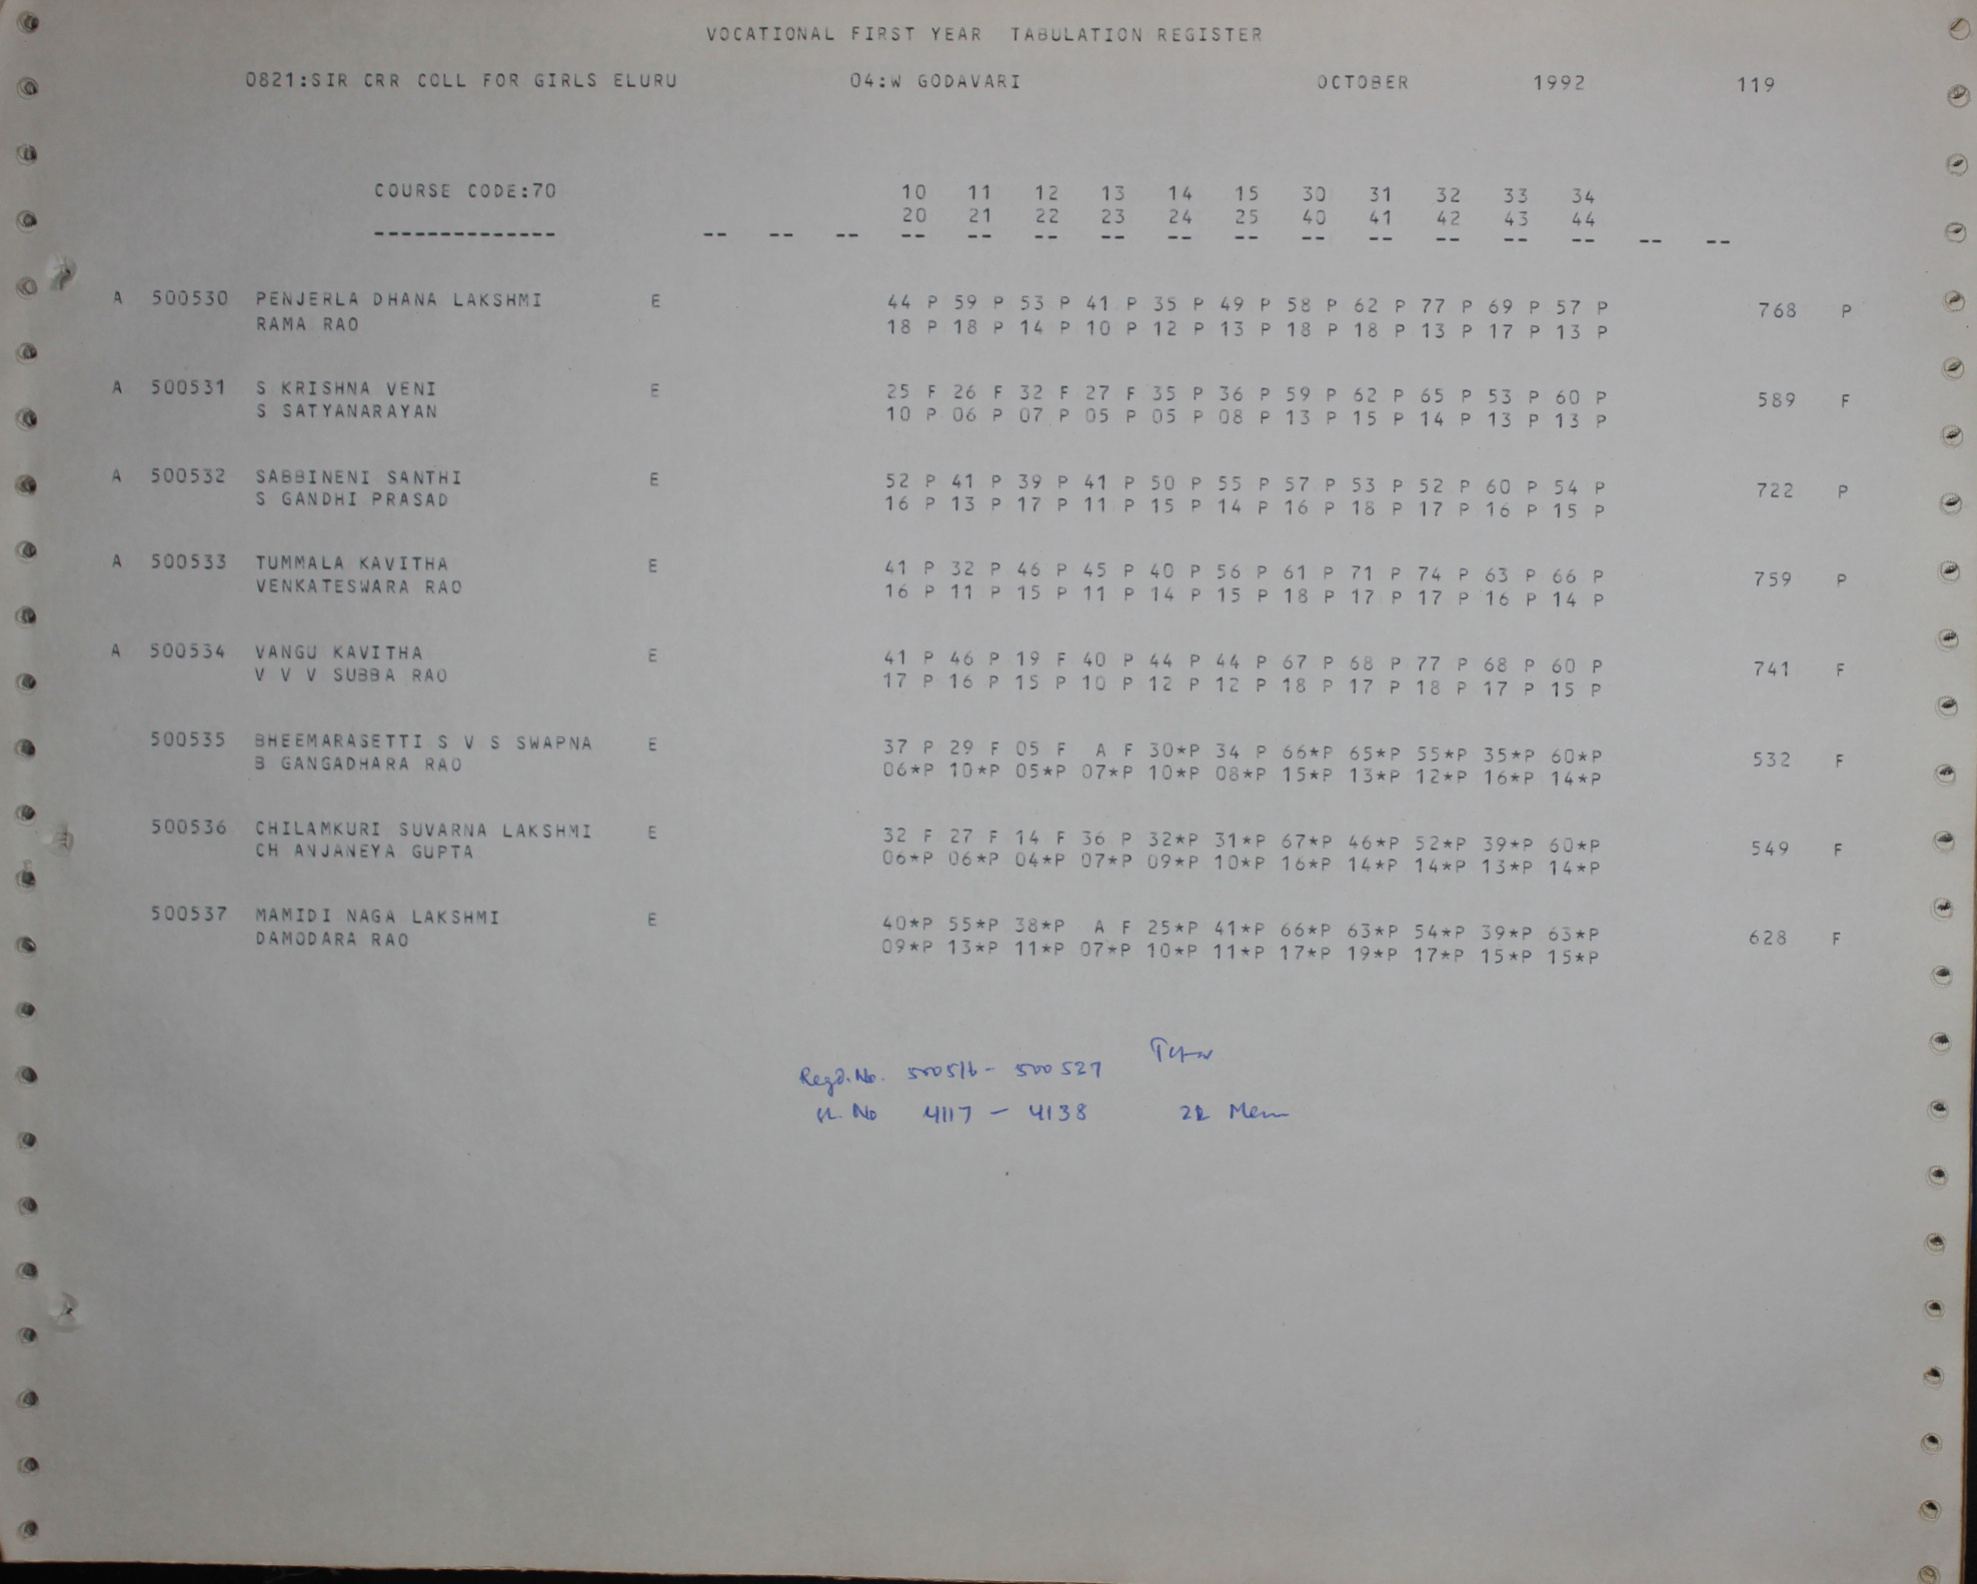 VOCATIONAL FIRST YEAR TABULATION REGISTER
0821:SIR CRR COLL FOR GIRLS ELURU 04:W GODAVARI OCTOBER 1992 119
COURSE CODE:70 10 11 12 13 14 15 30 31 32 33 34
20 21 22 23 24 25 40 41 42 43 44
-------------- -- -- -- -- -- -- -- -- -- -- -- -- -- -- -- --
A 500530 PENJERLA DHANA LAKSHMI E 44 P 59 P 53 P 41 P 35 P 49 P 58 P 62 P 77 P 69 P 57 P 768 P
RAMA RAO 18 P 18 P 14 P 10 P 12 P 13 P 18 P 18 P 13 P 17 P 13 P
A 500531 S KRISHNA VENI E 25 F 26 F 32 F 27 F 35 P 36 P 59 P 62 P 65 P 53 P 60 P 589 F
S SATYANARAYAN 10 P 06 P 07 P 05 P 05 P 08 P 13 P 15 P 14 P 13 P 13 P
A 500532 SABBINENI SANTHI E 52 P 41 P 39 P 41 P 50 P 55 P 57 P 53 P 52 P 60 P 54 P 722 P
S GANDHI PRASAD 16 P 13 P 17 P 11 P 15 P 14 P 16 P 18 P 17 P 16 P 15 P
A 500533 TUMMALA KAVITHA E 41 P 32 P 46 P 45 P 40 P 56 P 61 P 71 P 74 P 63 P 66 P 759 P
VENKATESWARA RAO 16 P 11 P 15 P 11 P 14 P 15 P 18 P 17 P 17 P 16 P 14 P
A 500534 VANGU KAVITHA E 41 P 46 P 19 F 40 P 44 P 44 P 67 P 68 P 77 P 68 P 60 P 741 F
V V V SUBBA RAO 17 P 16 P 15 P 10 P 12 P 12 P 18 P 17 P 18 P 17 P 15 P
500535 BHEEMARASETTI S V S SWAPNA E 37 P 29 F 05 F A F 30*P 34 P 66*P 65*P 55*P 35*P 60*P 532 F
B GANGADHARA RAO 06*P 10*P 05*P 07*P 10*P 08*P 15*P 13*P 12*P 16*P 14*P
500536 CHILAMKURI SUVARNA LAKSHMI E 32 F 27 F 14 F 36 P 32*P 31*P 67*P 46*P 52*P 39*P 60*P 549 F
CH ANJANEYA GUPTA 06*P 06*P 04*P 07*P 09*P 10*P 16*P 14*P 14*P 13*P 14*P
500537 MAMIDI NAGA LAKSHMI E 40*P 55*P 38*P A F 25*P 41*P 66*P 63*P 54*P 39*P 63*P 628 F
DAMODARA RAO 09*P 13*P 11*P 07*P 10*P 11*P 17*P 19*P 17*P 15*P 15*P
Regd.No. 500516 - 500527
No 4117 - 4138